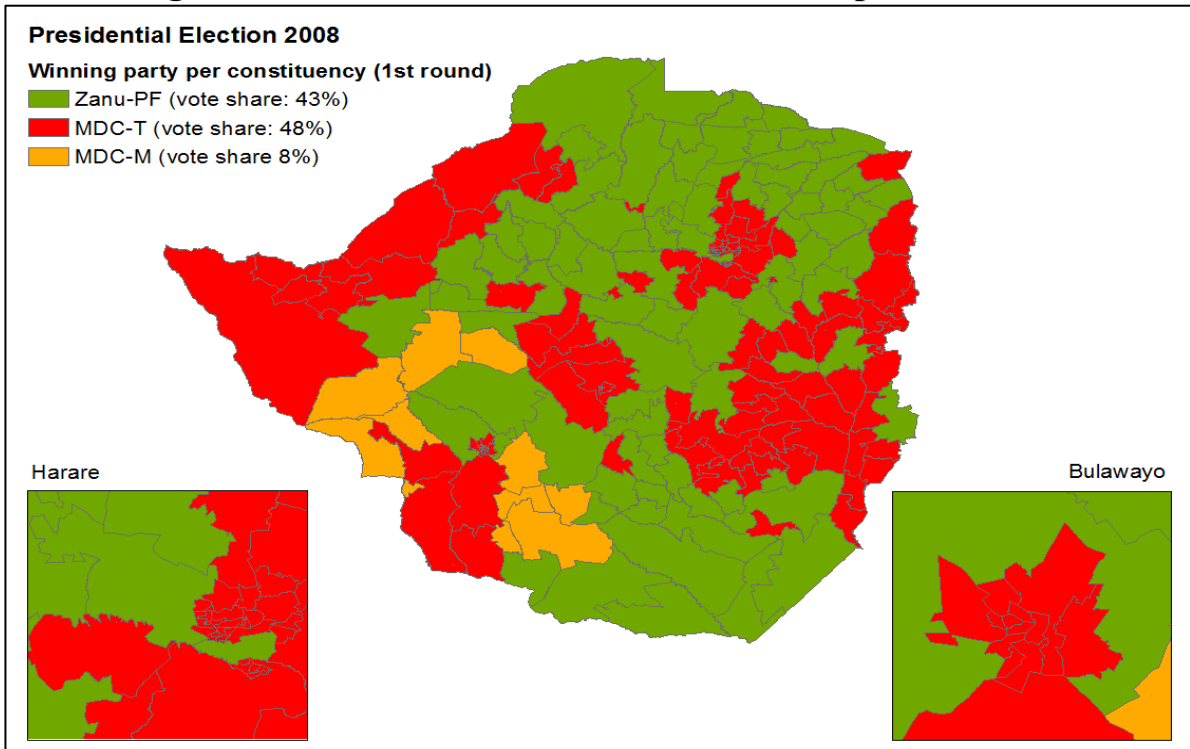 Presidential Election 2008
Winning party per constituency (1st round)
Zanu-PF (vote share: 43%)
MDC-T (vote share: 48%)
MDC-M (vote share 8%)
Harare
Bulawayo